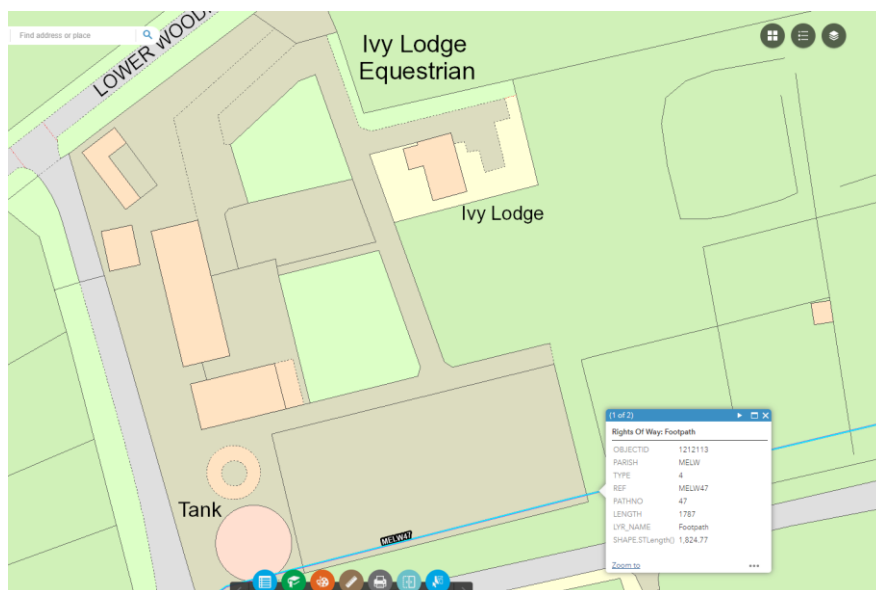 Find address or place
LOWER WOOD
Ivy Lodge
Equestrian
Ivy Lodge
Tank
MELW47
(1 of 2)
Rights Of Way: Footpath
OBJECTID 1212113
PARISH MELW
TYPE 4
REF MELW47
PATHNO 47
LENGTH 1787
LYR_NAME Footpath
SHAPE.STLength() 1,824.77
Zoom to